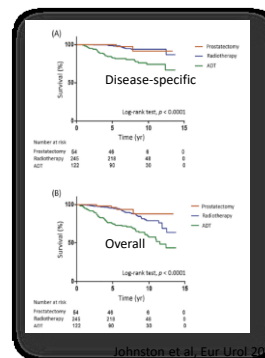 (A)
100
50
0
Survival (%)
Prostatectomy
Radiotherapy
ADT
Disease-specific
Log-rank test, p < 0.0001
0 5 10 15
Time (yr)
Number at risk
Prostatectomy 54 46 6 0
Radiotherapy 245 216 46 0
ADT 122 90 30 0
(B)
100
50
0
Survival (%)
Prostatectomy
Radiotherapy
ADT
Overall
Log-rank test, p < 0.0001
0 5 10 15
Time (yr)
Number at risk
Prostatectomy 54 46 6 0
Radiotherapy 245 216 46 0
ADT 122 90 30 0
Johnston et al, Eur Urol 20